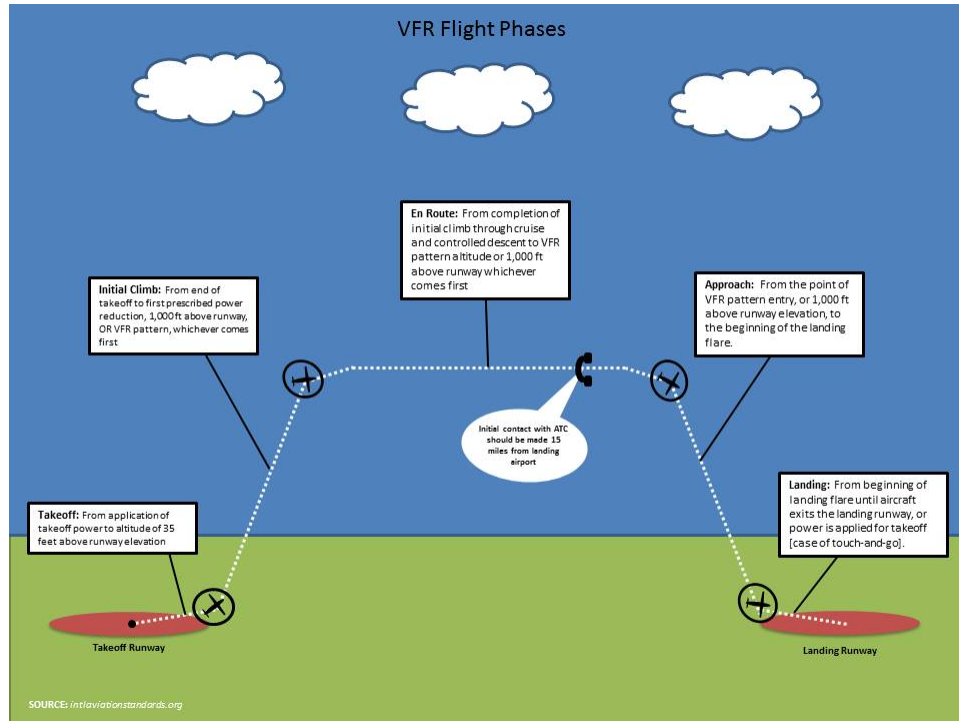 VFR Flight Phases
En Route: From completion of
initial climb through cruise
and controlled descent to VFR
pattern altitude or 1,000 ft
above runway whichever
comes first
Initial Climb: From end of
takeoff to first prescribed power
reduction, 1,000 ft above runway,
OR VFR pattern, whichever comes
first
Approach: From the point of
VFR pattern entry, or 1,000 ft
above runway elevation, to
the beginning of the landing
flare.
Initial contact with ATC
should be made 15
miles from landing
airport
Takeoff: From application of
takeoff power to altitude of 35
feet above runway elevation
Landing: From beginning of
landing flare until aircraft
exits the landing runway, or
power is applied for takeoff
[case of touch-and-go].
Takeoff Runway
Landing Runway
SOURCE: intlaviationstandards.org